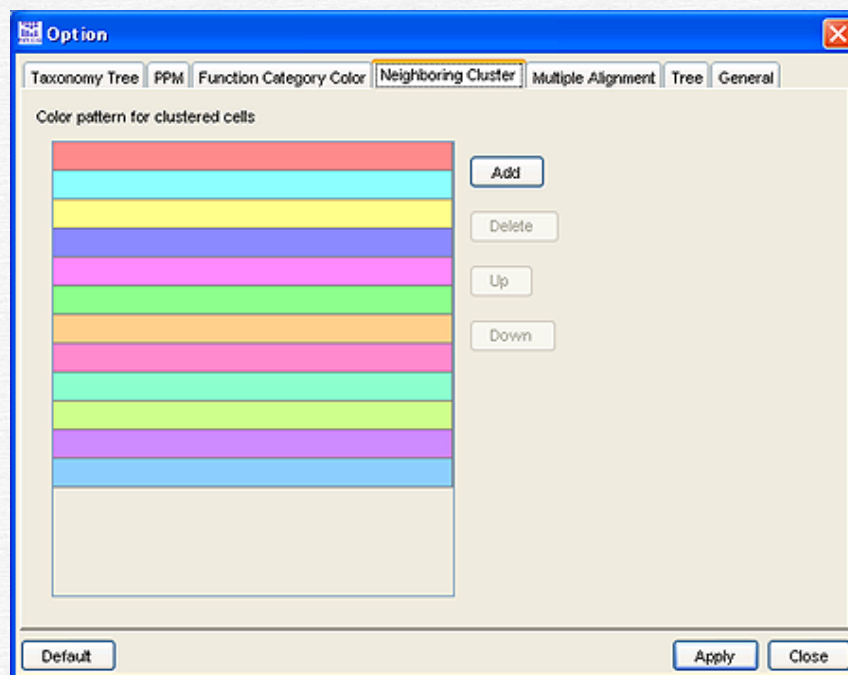 Option
Taxonomy Tree PPM Function Category Color Neighboring Cluster Multiple Alignment Tree General
Color pattern for clustered cells
Add
Delete
Up
Down
Default Apply Close